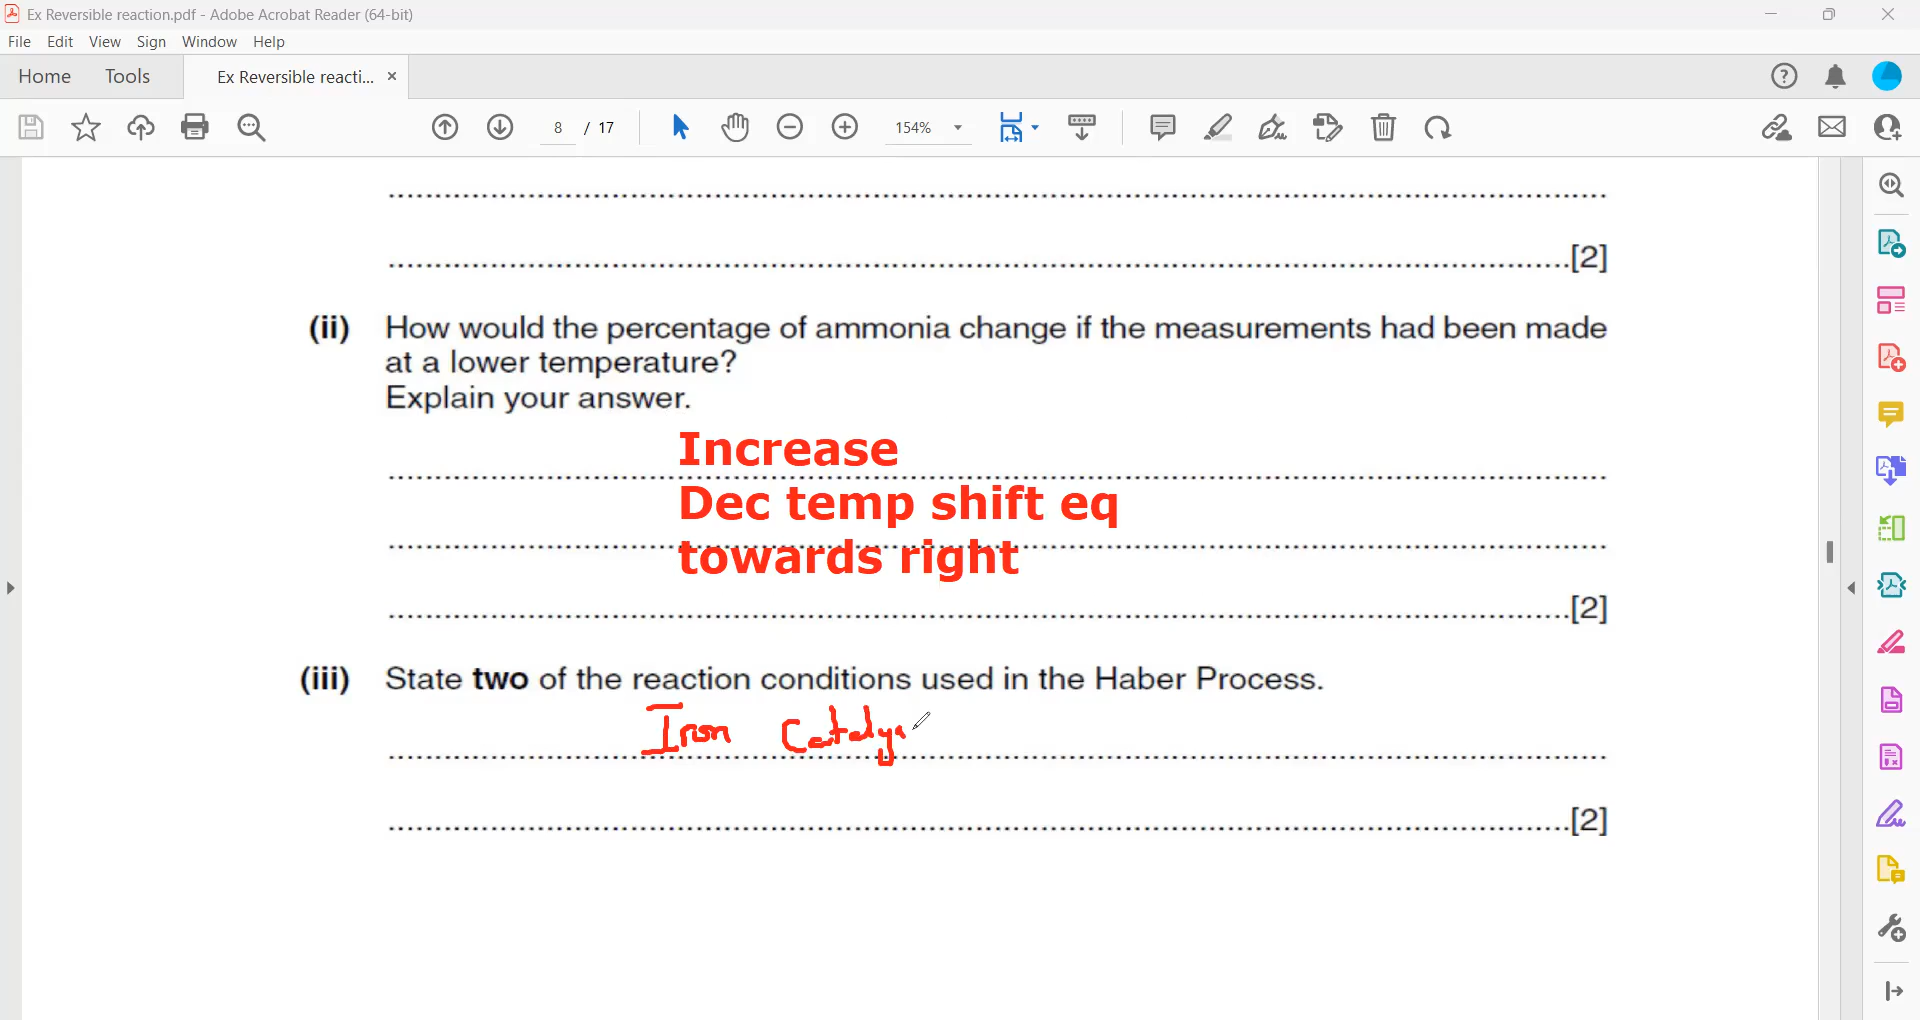 Ex Reversible reaction.pdf - Adobe Acrobat Reader (64-bit)
File Edit View Sign Window Help
Home Tools Ex Reversible reacti... ×
8 / 17 154%
[2]
(ii) How would the percentage of ammonia change if the measurements had been made
at a lower temperature?
Explain your answer.
Increase
Dec temp shift eq
towards right
[2]
(iii) State two of the reaction conditions used in the Haber Process.
Iron Catalys
[2]